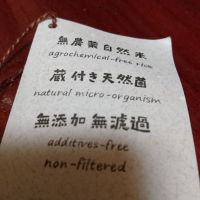 無農薬自然米
agrochemical-free rice
蔵付き天然菌
natural micro-organism
無添加 無濾過
additives-free
non-filtered